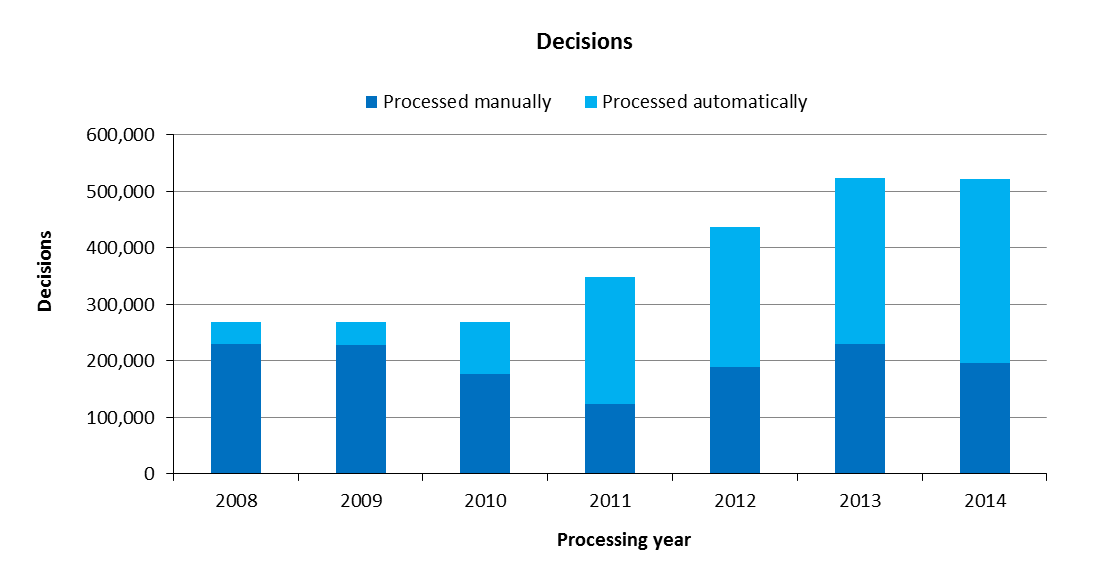 Decisions
Processed manually Processed automatically
600,000
500,000
400,000
300,000
200,000
100,000
0
Decisions
2008 2009 2010 2011 2012 2013 2014
Processing year